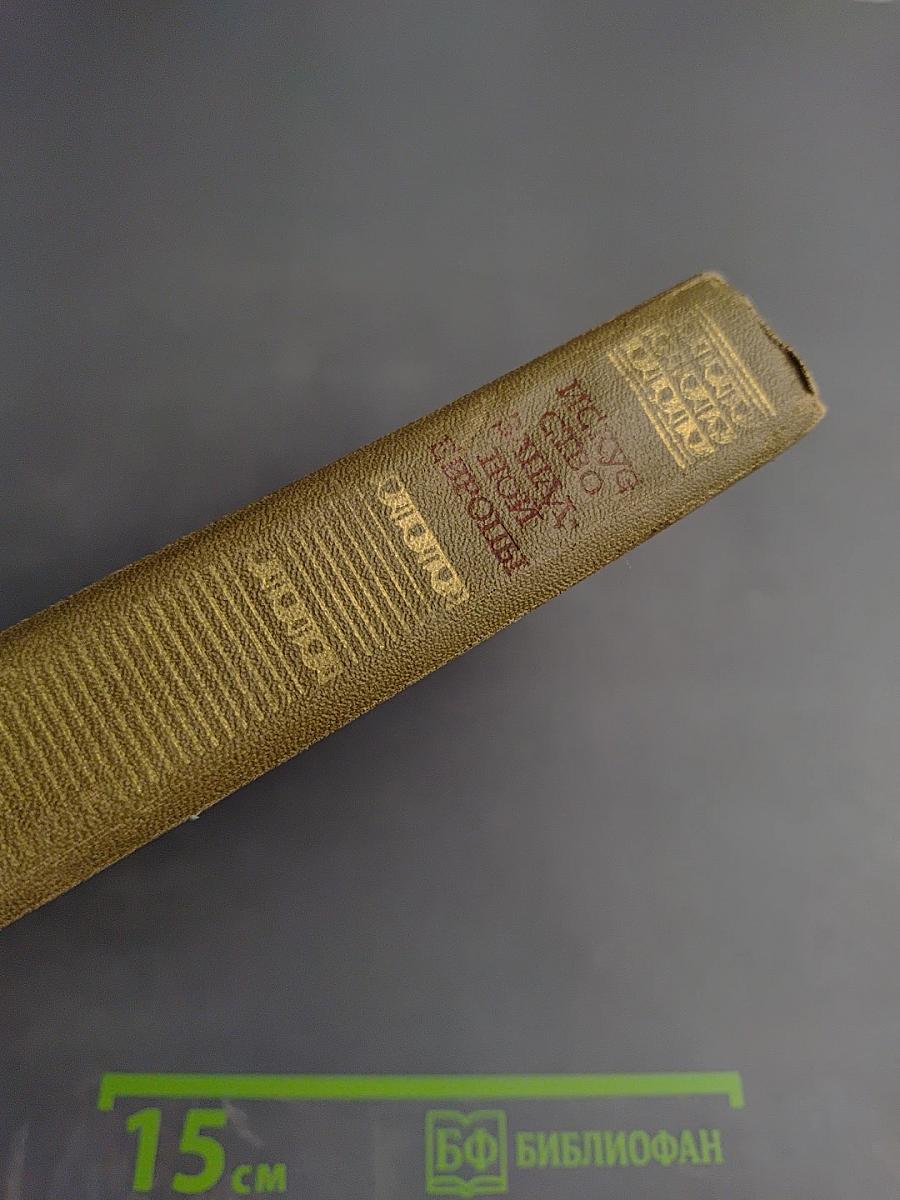 ИСКУС
СТВО
ЗАПАД-
НОЙ
ЕВРОПЫ
15 см
БФ БИБЛИОФАН